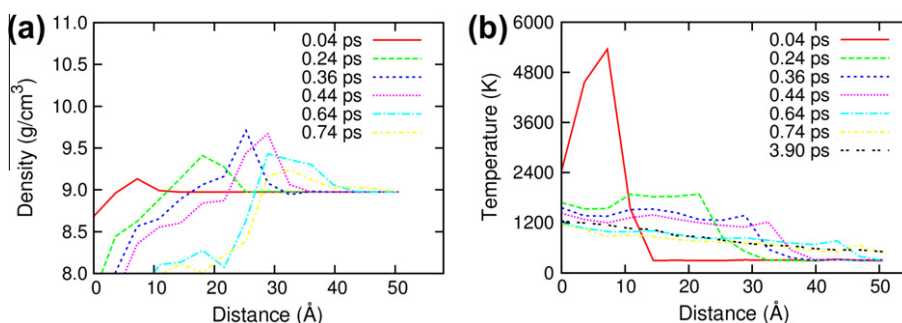 (a)
11.0
10.5
10.0
9.5
9.0
8.5
8.0
Density (g/cm³)
0.04 ps
0.24 ps
0.36 ps
0.44 ps
0.64 ps
0.74 ps
0 10 20 30 40 50
Distance (Å)
(b)
6000
4800
3600
2400
1200
0
Temperature (K)
0.04 ps
0.24 ps
0.36 ps
0.44 ps
0.64 ps
0.74 ps
3.90 ps
0 10 20 30 40 50
Distance (Å)